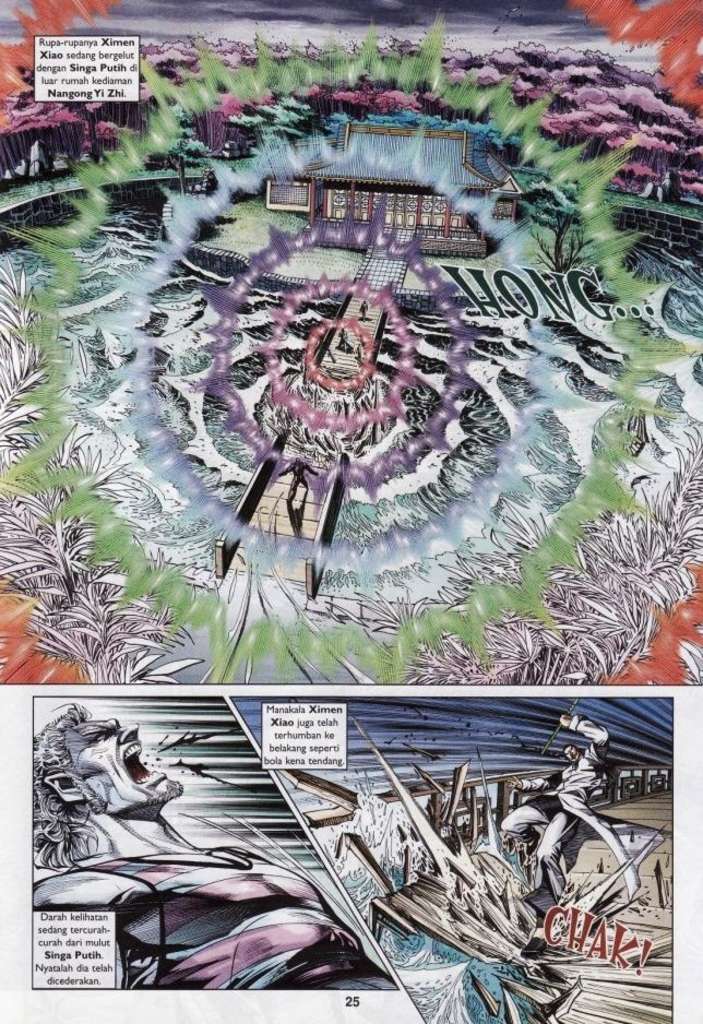 Rupa-rupanya Ximen
Xiao sedang bergelut
dengan Singa Putih di
luar rumah kediaman
Nangong Yi Zhi.
HONG...
Manakala Ximen
Xiao juga telah
terhumban ke
belakang seperti
bola kena tendang.
Darah kelihatan
sedang tercurah-
curah dari mulut
Singa Putih.
Nyatalah dia telah
dicederakan.
CHAK!
25